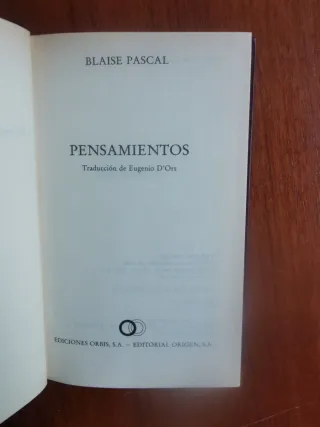 BLAISE PASCAL
PENSAMIENTOS
Traducción de Eugenio D'Ors
EDICIONES ORBIS, S.A. – EDITORIAL ORIGEN, S.A.